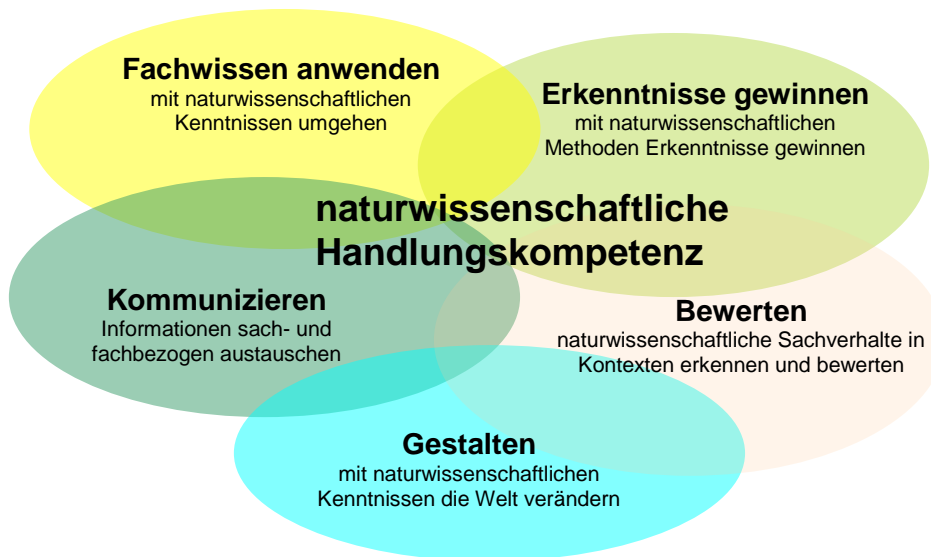 Fachwissen anwenden
mit naturwissenschaftlichen
Kenntnissen umgehen
Erkenntnisse gewinnen
mit naturwissenschaftlichen
Methoden Erkenntnisse gewinnen
naturwissenschaftliche
Handlungskompetenz
Kommunizieren
Informationen sach- und
fachbezogen austauschen
Bewerten
naturwissenschaftliche Sachverhalte in
Kontexten erkennen und bewerten
Gestalten
mit naturwissenschaftlichen
Kenntnissen die Welt verändern